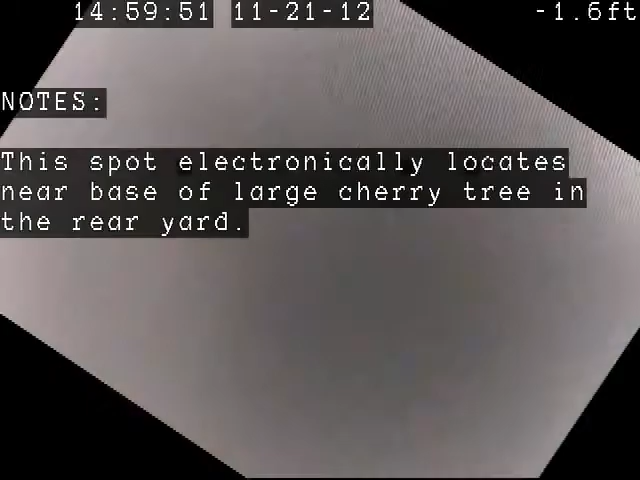 14:59:51 11-21-12 -1.6ft
NOTES:
This spot electronically locates
near base of large cherry tree in
the rear yard.